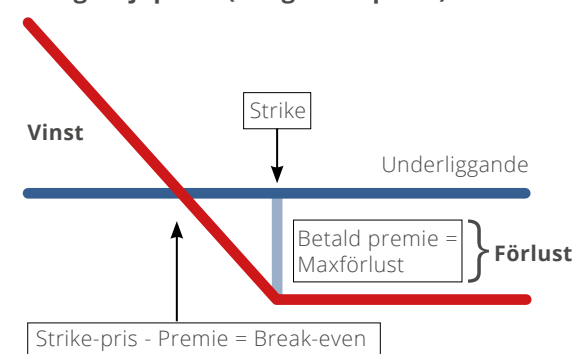 Strike
Vinst
Underliggande
Betald premie =
Maxförlust
Förlust
Strike-pris - Premie = Break-even